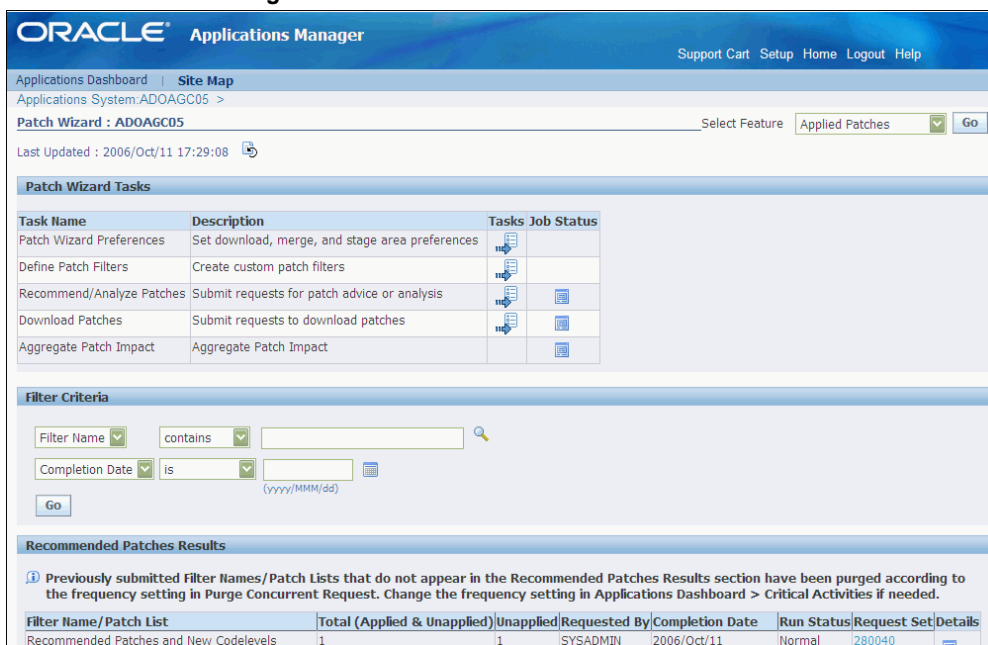 ORACLE Applications Manager
Support Cart Setup Home Logout Help
Applications Dashboard | Site Map
Applications System:ADOAGC05 >
Patch Wizard : ADOAGC05
Select Feature Applied Patches Go
Last Updated : 2006/Oct/11 17:29:08
Patch Wizard Tasks
Task Name Description Tasks Job Status
Patch Wizard Preferences Set download, merge, and stage area preferences
Define Patch Filters Create custom patch filters
Recommend/Analyze Patches Submit requests for patch advice or analysis
Download Patches Submit requests to download patches
Aggregate Patch Impact Aggregate Patch Impact
Filter Criteria
Filter Name contains
Completion Date is
(yyyy/MMM/dd)
Go
Recommended Patches Results
Previously submitted Filter Names/Patch Lists that do not appear in the Recommended Patches Results section have been purged according to
the frequency setting in Purge Concurrent Request. Change the frequency setting in Applications Dashboard > Critical Activities if needed.
Filter Name/Patch List Total (Applied & Unapplied) Unapplied Requested By Completion Date Run Status Request Set Details
Recommended Patches and New Codelevels 1 1 SYSADMIN 2006/Oct/11 Normal 280040